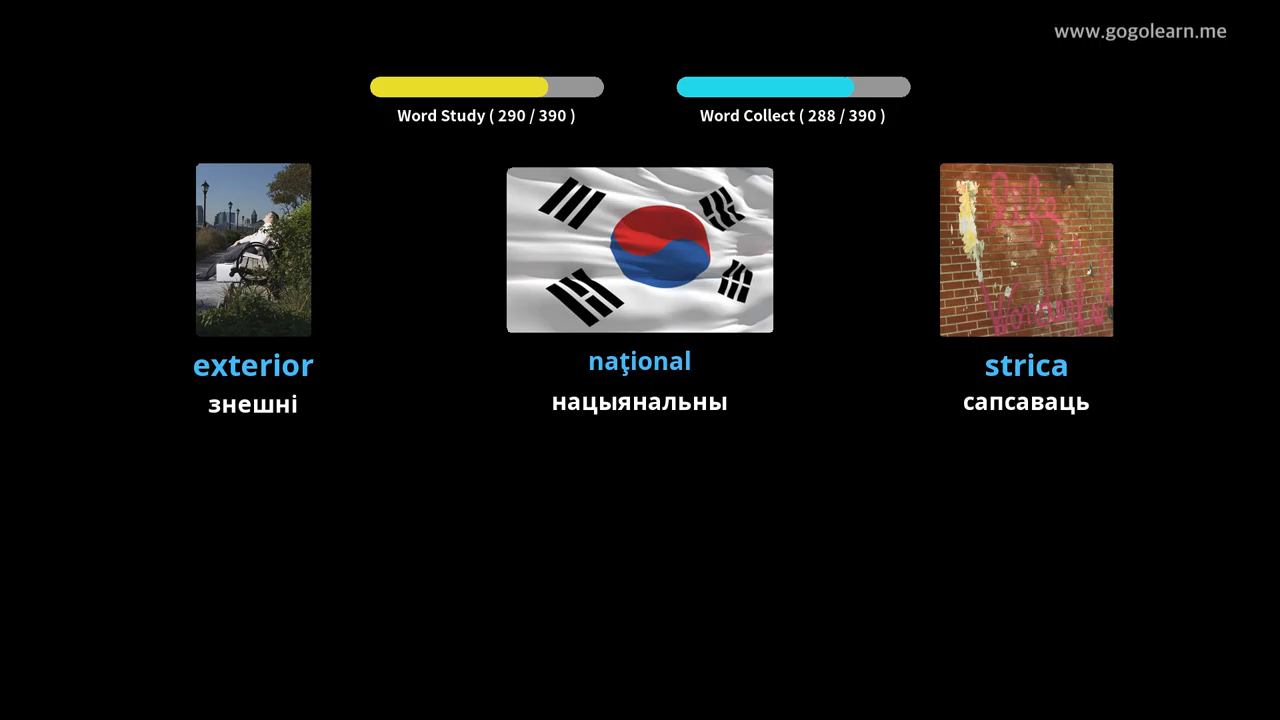 www.gogolearn.me
Word Study ( 290 / 390 )
Word Collect ( 288 / 390 )
exterior
знешні
naţional
нацыянальны
strica
сапсаваць